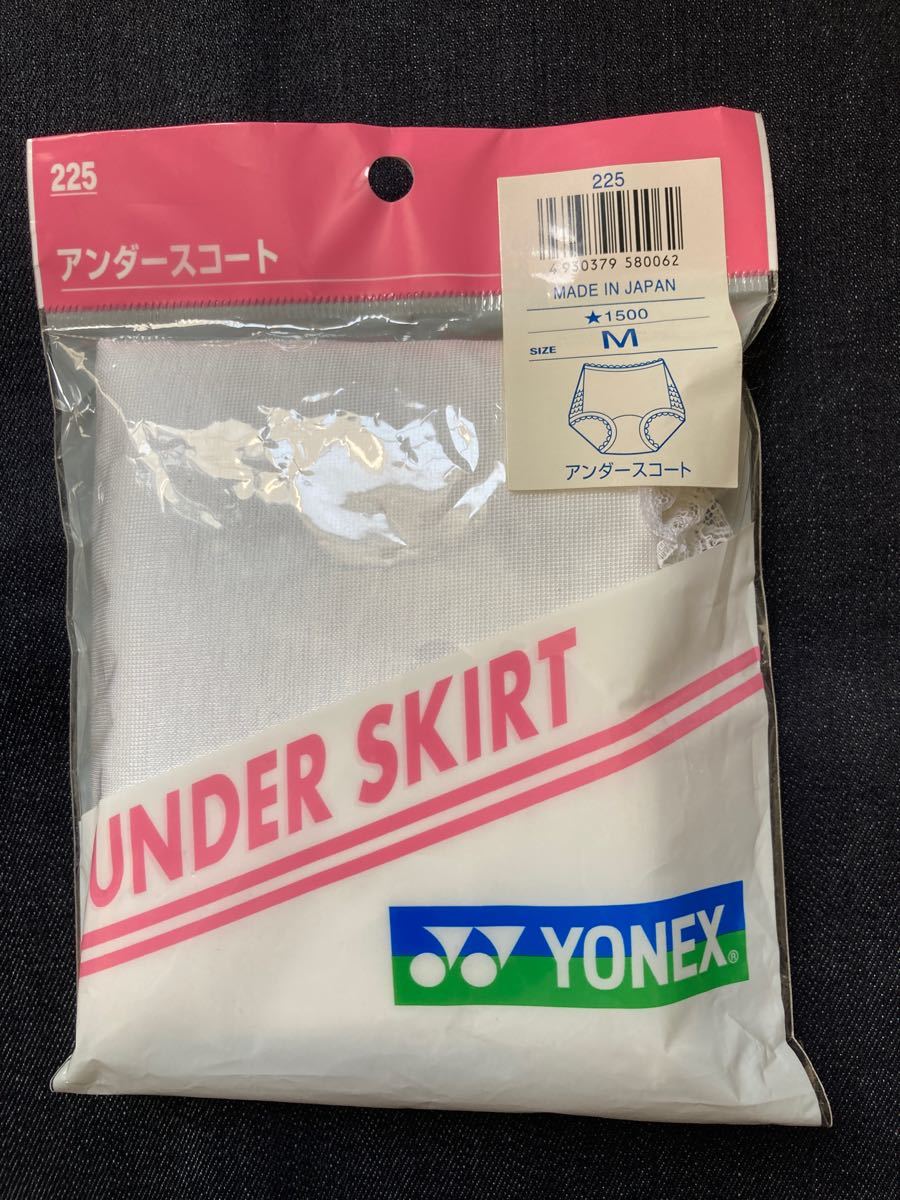 225
アンダースコート
225
4930379 580062
MADE IN JAPAN
★1500
SIZE M
アンダースコート
UNDER SKIRT
YONEX®